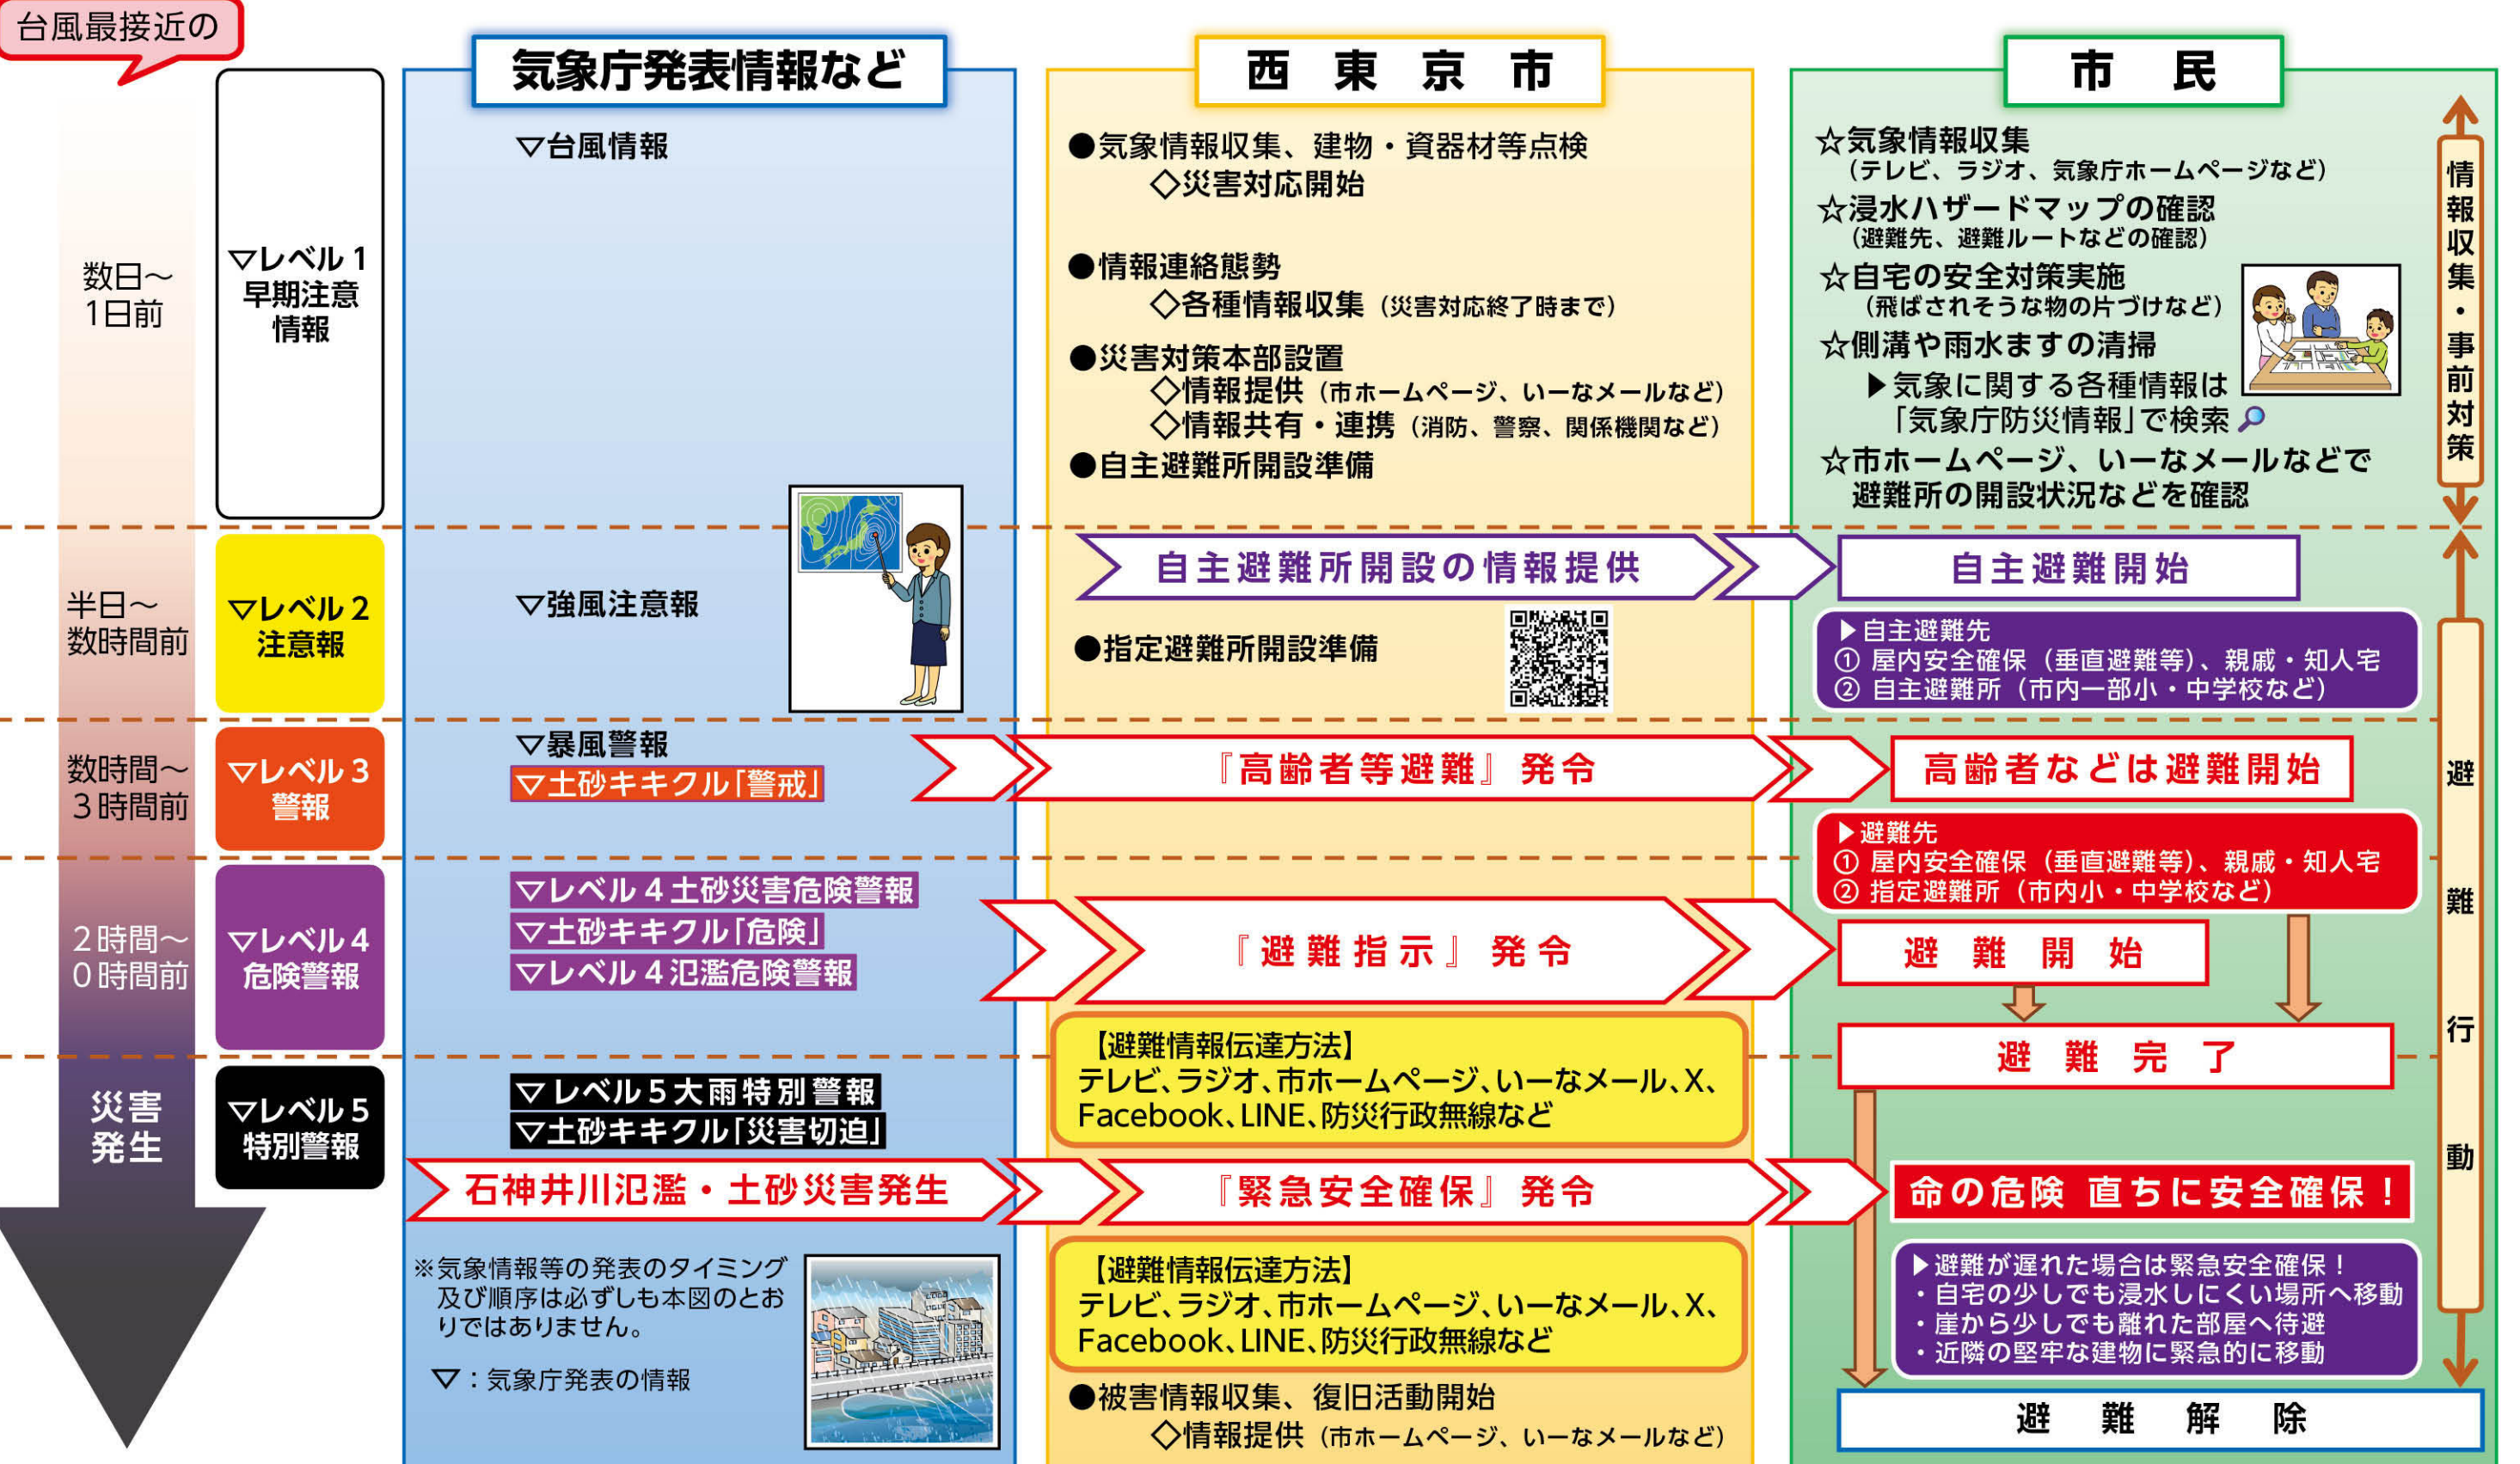 台風最接近の
数日～
1日前
半日～
数時間前
数時間～
3時間前
2時間～
0時間前
災害
発生
▽レベル1
早期注意
情報
▽レベル2
注意報
▽レベル3
警報
▽レベル4
危険警報
▽レベル5
特別警報
気象庁発表情報など
▽台風情報
▽強風注意報
▽暴風警報
▽土砂キキクル「警戒」
▽レベル4土砂災害危険警報
▽土砂キキクル「危険」
▽レベル4氾濫危険警報
▽レベル5大雨特別警報
▽土砂キキクル「災害切迫」
石神井川氾濫・土砂災害発生
※気象情報等の発表のタイミング
及び順序は必ずしも本図のとお
りではありません。
▽：気象庁発表の情報
西東京市
●気象情報収集、建物・資器材等点検
◇災害対応開始
●情報連絡態勢
◇各種情報収集（災害対応終了時まで）
●災害対策本部設置
◇情報提供（市ホームページ、いーなメールなど）
◇情報共有・連携（消防、警察、関係機関など）
●自主避難所開設準備
自主避難所開設の情報提供
●指定避難所開設準備
『高齢者等避難』発令
『避難指示』発令
【避難情報伝達方法】
テレビ、ラジオ、市ホームページ、いーなメール、X、
Facebook、LINE、防災行政無線など
『緊急安全確保』発令
【避難情報伝達方法】
テレビ、ラジオ、市ホームページ、いーなメール、X、
Facebook、LINE、防災行政無線など
●被害情報収集、復旧活動開始
◇情報提供（市ホームページ、いーなメールなど）
市民
☆気象情報収集
（テレビ、ラジオ、気象庁ホームページなど）
☆浸水ハザードマップの確認
（避難先、避難ルートなどの確認）
☆自宅の安全対策実施
（飛ばされそうな物の片づけなど）
☆側溝や雨水ますの清掃
▶気象に関する各種情報は
「気象庁防災情報」で検索
☆市ホームページ、いーなメールなどで
避難所の開設状況などを確認
自主避難開始
▶自主避難先
① 屋内安全確保（垂直避難等）、親戚・知人宅
② 自主避難所（市内一部小・中学校など）
高齢者などは避難開始
▶避難先
① 屋内安全確保（垂直避難等）、親戚・知人宅
② 指定避難所（市内小・中学校など）
避難開始
避難完了
命の危険 直ちに安全確保！
▶避難が遅れた場合は緊急安全確保！
・自宅の少しでも浸水しにくい場所へ移動
・崖から少しでも離れた部屋へ待避
・近隣の堅牢な建物に緊急的に移動
避難解除
情報収集・事前対策
避難行動